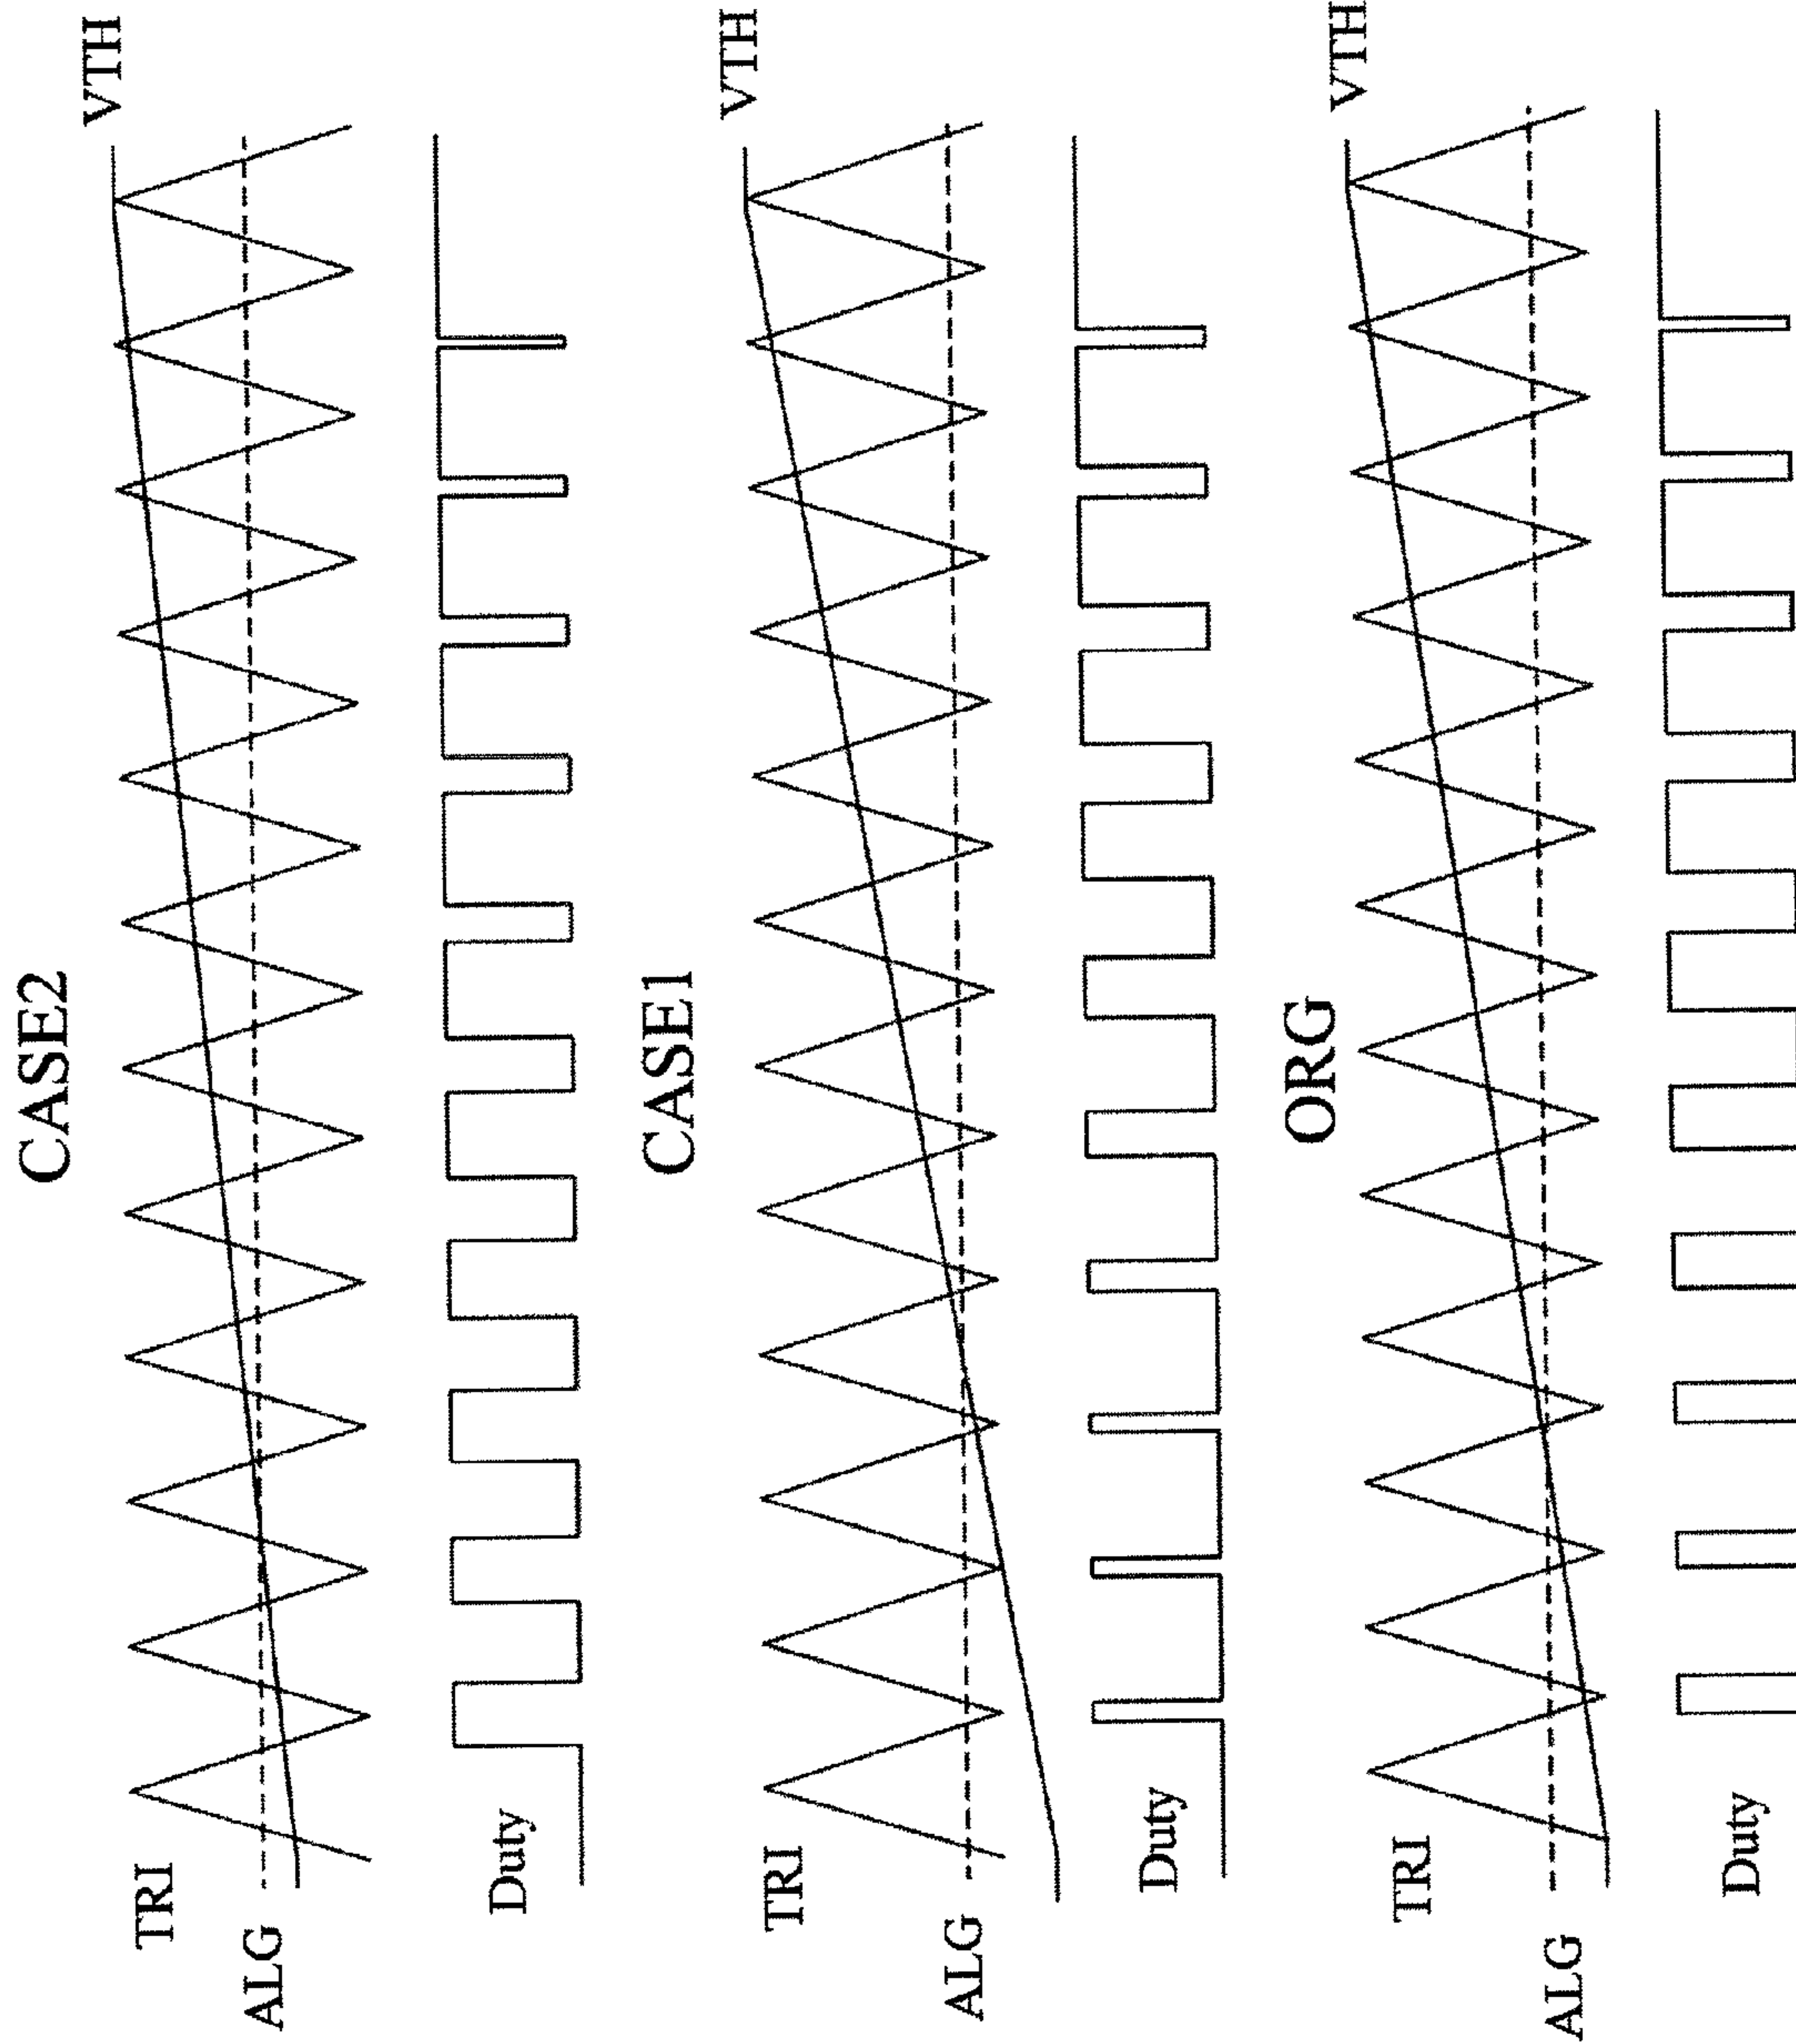 CASE2
VTH
TRI
ALG
Duty
CASE1
VTH
TRI
ALG
Duty
ORG
VTH
TRI
ALG
Duty